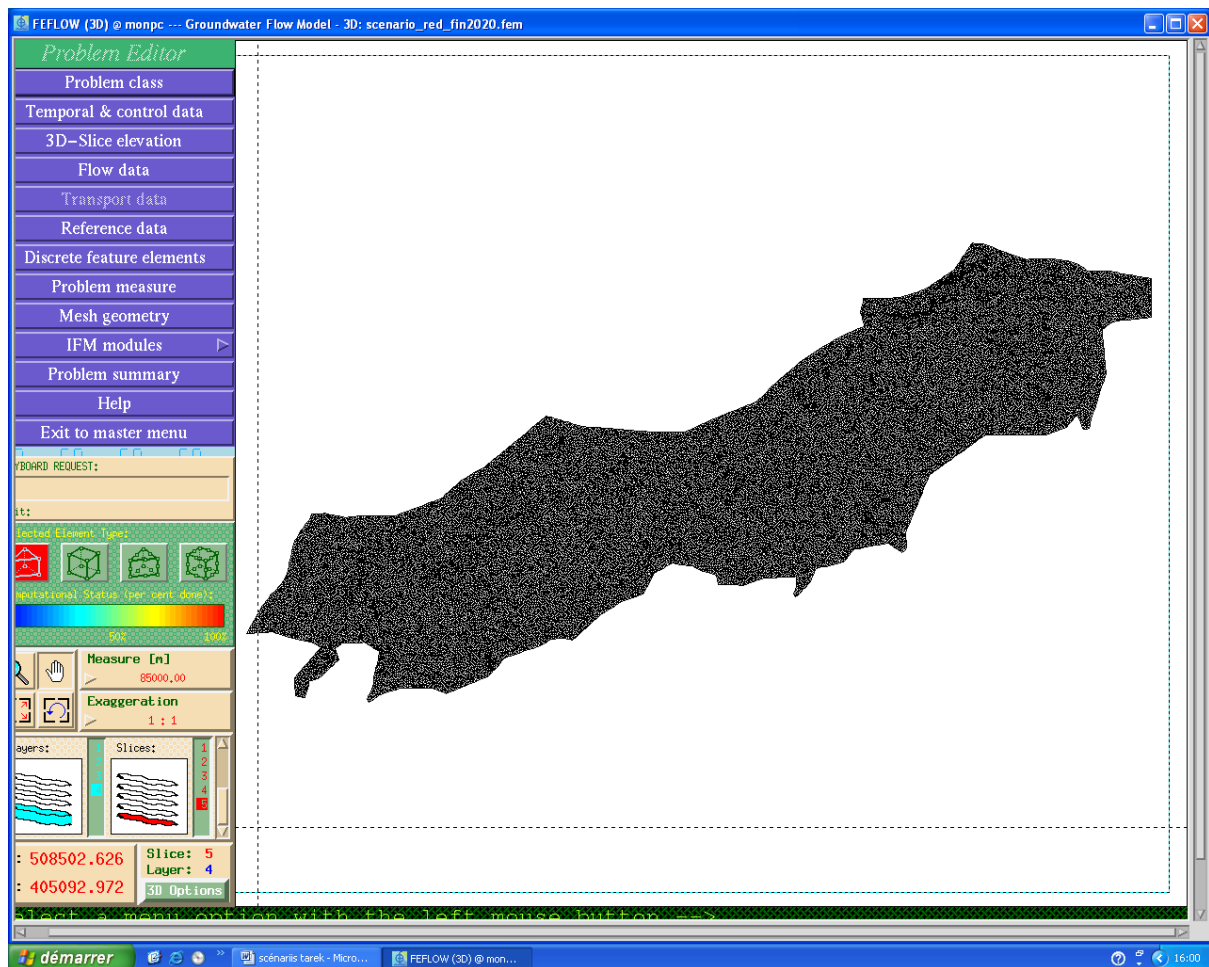 FEFLOW (3D) @ monpc --- Groundwater Flow Model - 3D: scenario_red_fin2020.fem
Problem Editor
Problem class
Temporal & control data
3D-Slice elevation
Flow data
Transport data
Reference data
Discrete feature elements
Problem measure
Mesh geometry
IFM modules
Problem summary
Help
Exit to master menu
YBOARD REQUEST:
it:
lected Element Type:
mputational Status (per cent done):
50% 100%
Measure [m]
85000.00
Exaggeration
1 : 1
ayers:
Slices:
1
2
3
4
5
: 508502.626
: 405092.972
Slice: 5
Layer: 4
3D Options
elect a menu option with the left mouse button -->
démarrer
scénariis tarek - Micro...
FEFLOW (3D) @ mon...
16:00